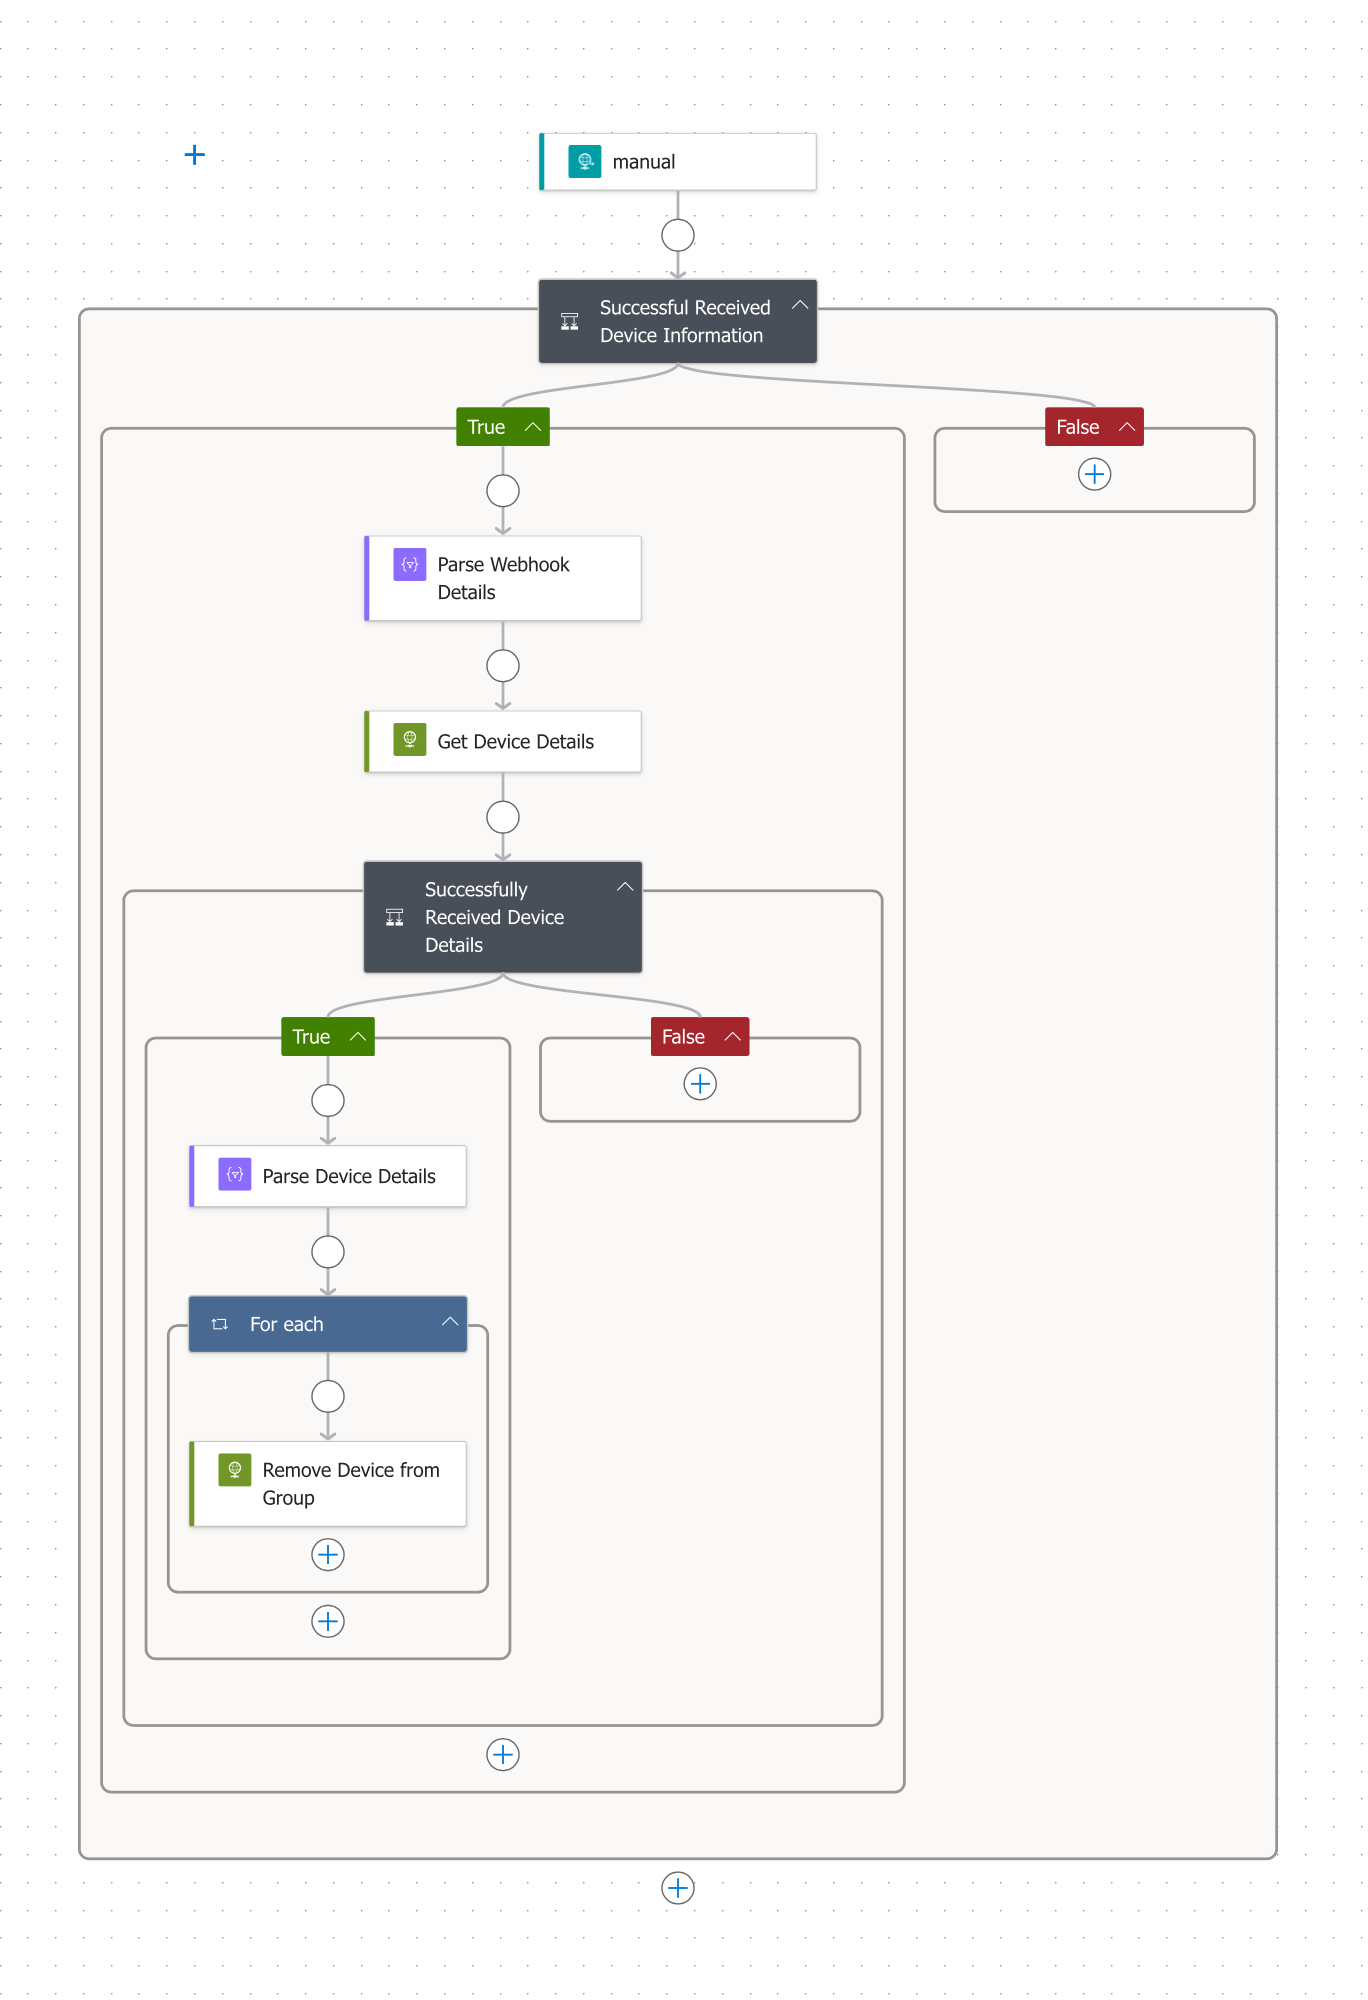 manual
Successful Received
Device Information
True
False
Parse Webhook
Details
Get Device Details
Successfully
Received Device
Details
True
False
Parse Device Details
For each
Remove Device from
Group